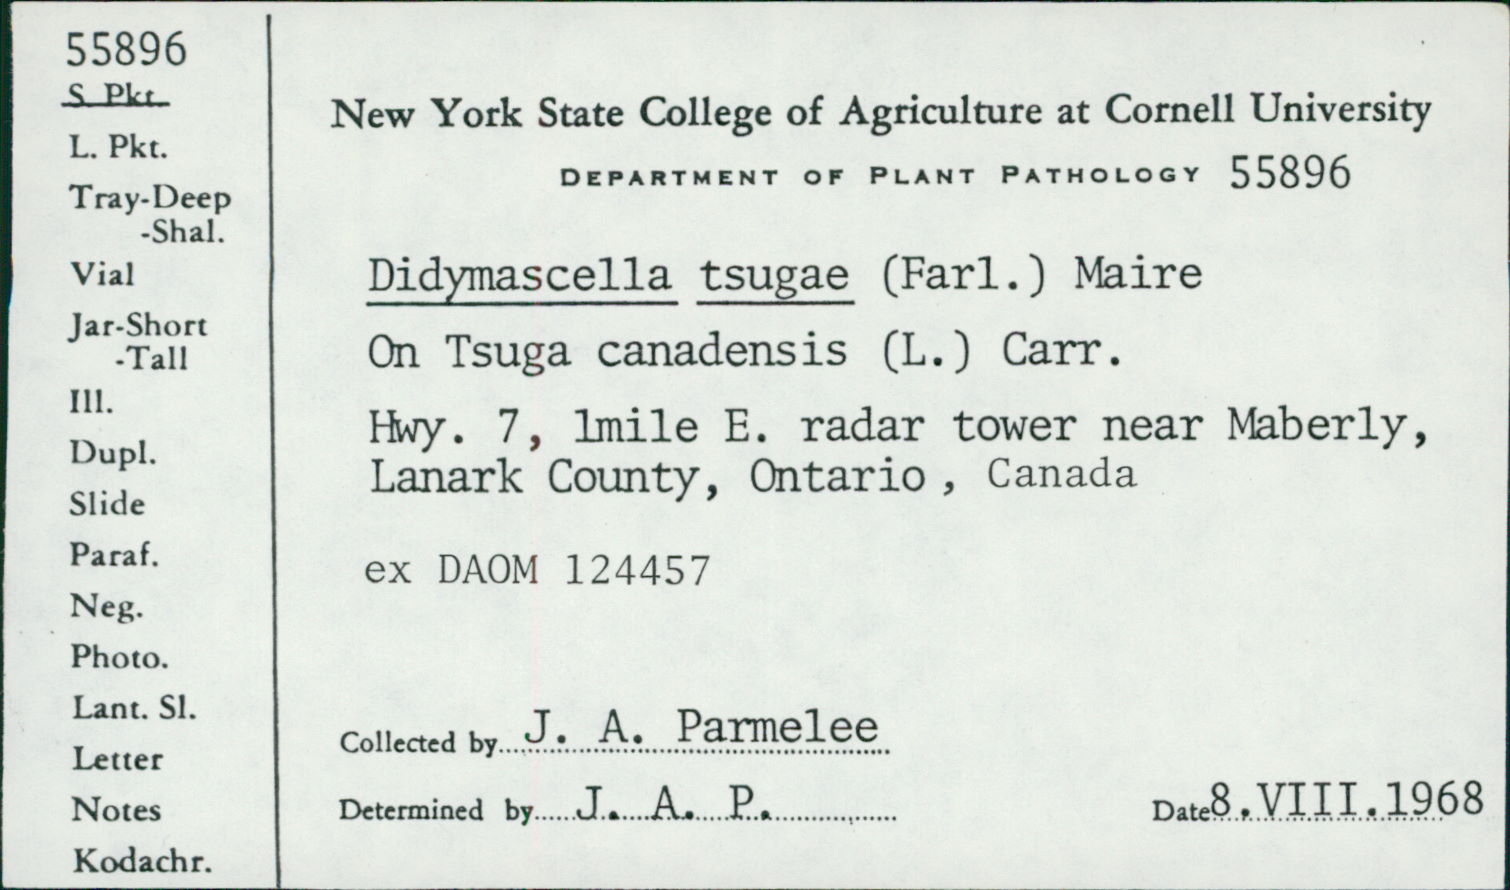 55896
S. Pkt.
L. Pkt.
Tray-Deep
-Shal.
Vial
Jar-Short
-Tall
Ill.
Dupl.
Slide
Paraf.
Neg.
Photo.
Lant. Sl.
Letter
Notes
Kodachr.
New York State College of Agriculture at Cornell University
DEPARTMENT OF PLANT PATHOLOGY 55896
Didymascella tsugae (Farl.) Maire
On Tsuga canadensis (L.) Carr.
Hwy. 7, 1mile E. radar tower near Maberly,
Lanark County, Ontario, Canada
ex DAOM 124457
Collected by J. A. Parmelee
Determined by J. A. P.
Date 8.VIII.1968